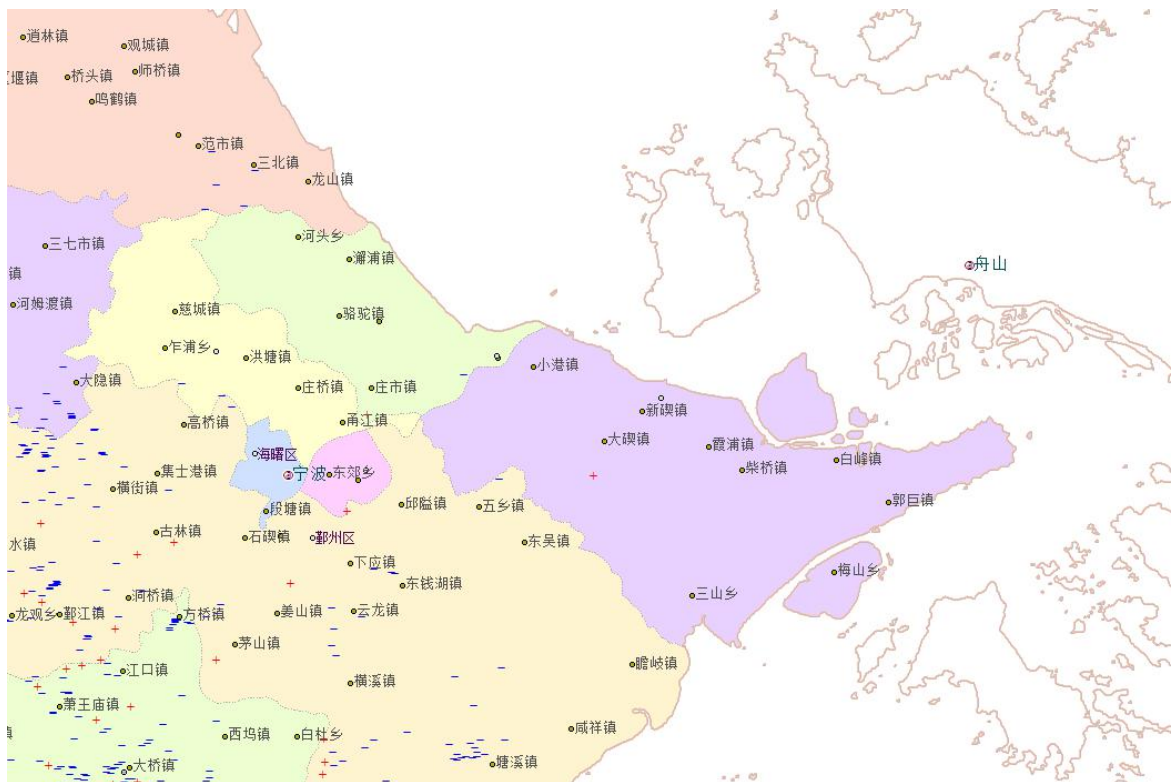 逍林镇
观城镇
师桥镇
桥头镇
堰镇
鸣鹤镇
范市镇
三北镇
龙山镇
河头乡
三七市镇
澥浦镇
舟山
镇
河姆渡镇
慈城镇
骆驼镇
乍浦乡
洪塘镇
小港镇
大隐镇
庄桥镇
庄市镇
新碶镇
高桥镇
甬江镇
大碶镇
霞浦镇
海曙区
白峰镇
柴桥镇
集士港镇
宁波
东郊乡
横街镇
郭巨镇
邱隘镇
五乡镇
段塘镇
古林镇
石碶镇
鄞州区
东吴镇
水镇
下应镇
梅山乡
东钱湖镇
三山乡
洞桥镇
龙观乡
鄞江镇
方桥镇
姜山镇
云龙镇
茅山镇
瞻岐镇
江口镇
横溪镇
萧王庙镇
咸祥镇
镇
西坞镇
白杜乡
塘溪镇
大桥镇